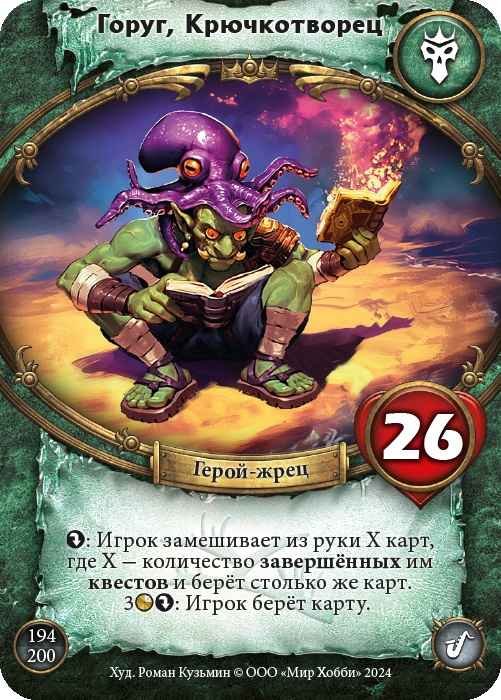 Горуг, Крючкотворец
26
Герой-жрец
: Игрок замешивает из руки X карт,
где X — количество завершённых им
квестов и берёт столько же карт.
3: Игрок берёт карту.
194
200
Худ. Роман Кузьмин © ООО «Мир Хобби» 2024